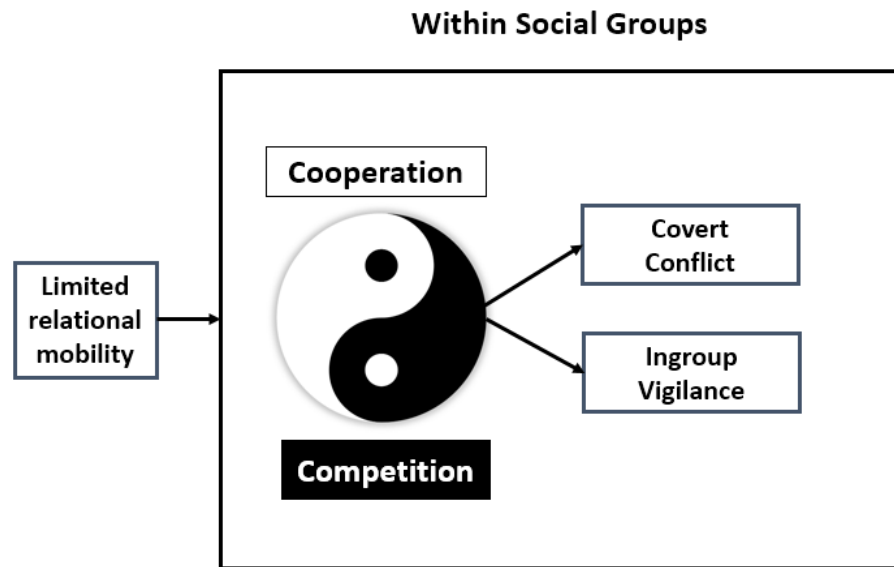 Within Social Groups
Cooperation
Limited
relational
mobility
Covert
Conflict
Ingroup
Vigilance
Competition